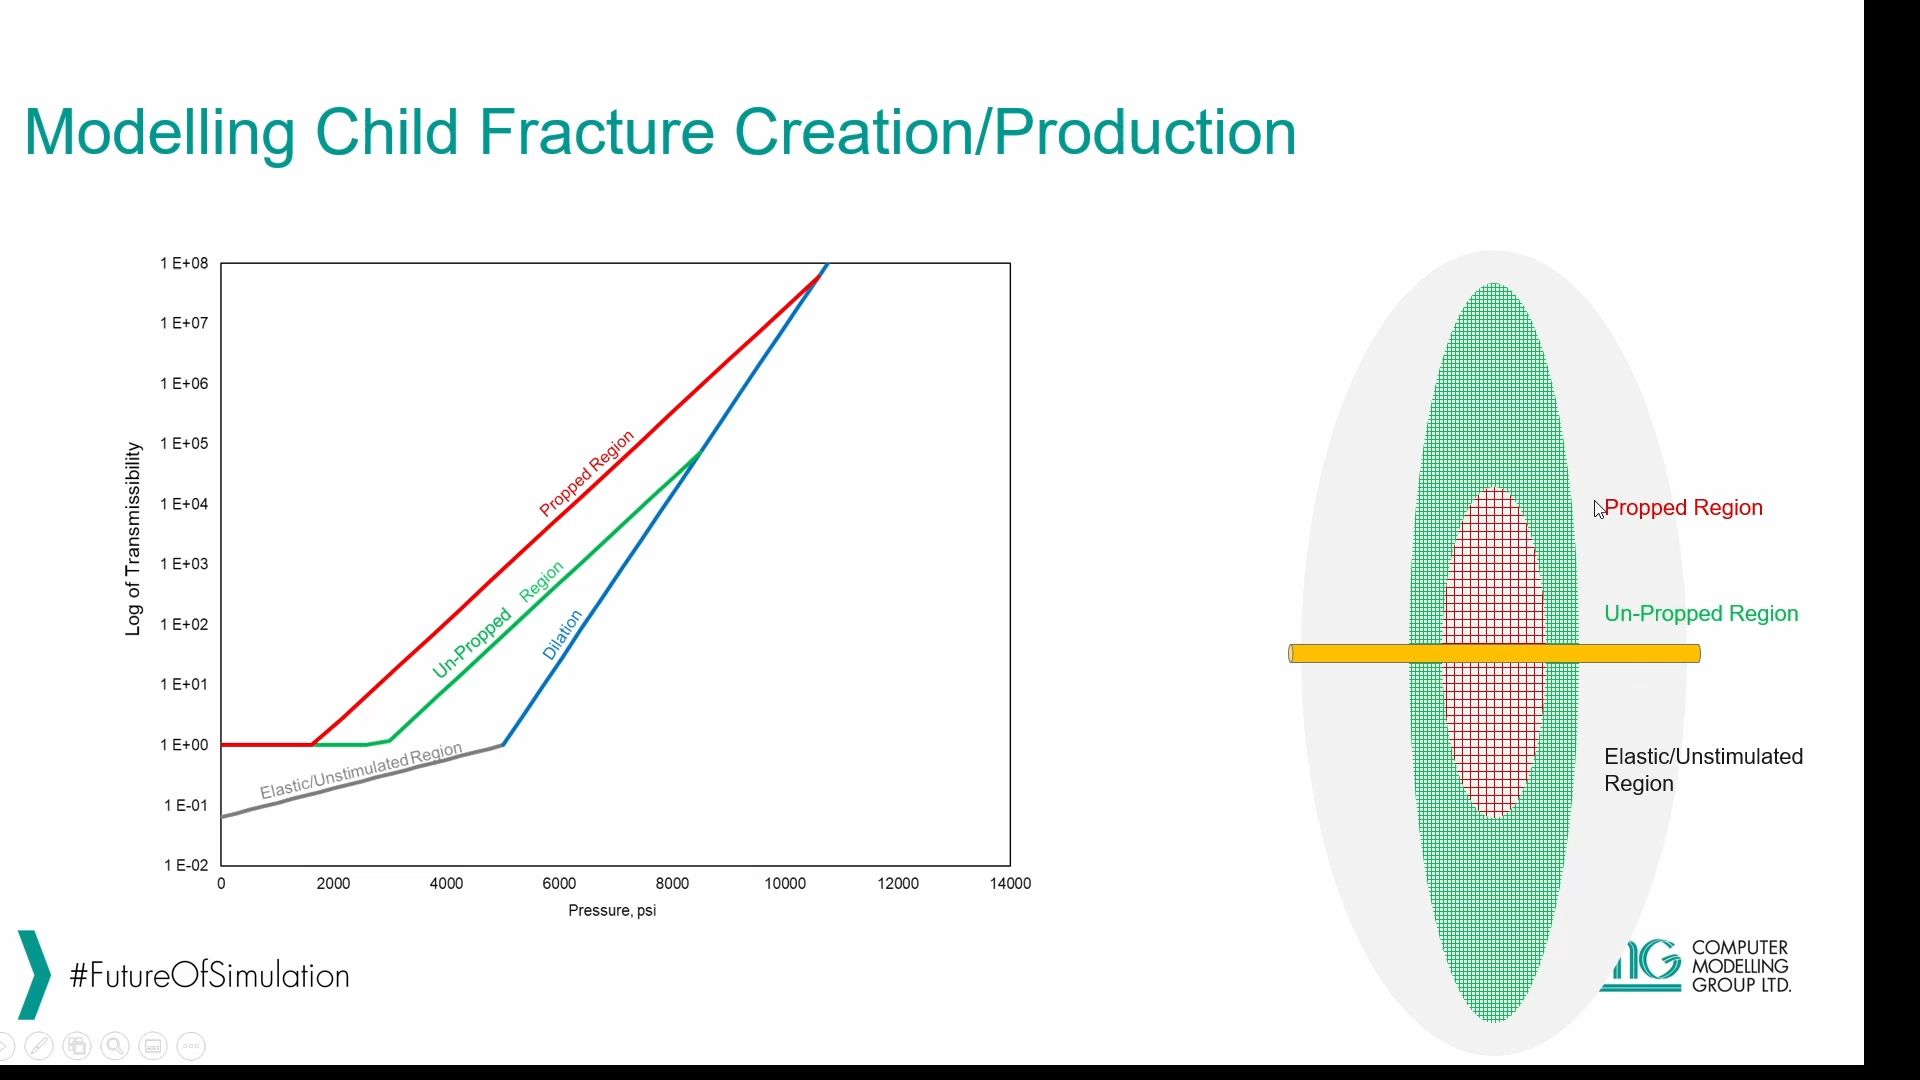 Modelling Child Fracture Creation/Production
1 E+08
1 E+07
1 E+06
1 E+05
1 E+04
1 E+03
1 E+02
1 E+01
1 E+00
1 E-01
1 E-02
Log of Transmissibility
Propped Region
Un-Propped Region
Dilation
Elastic/Unstimulated Region
0 2000 4000 6000 8000 10000 12000 14000
Pressure, psi
Propped Region
Un-Propped Region
Elastic/Unstimulated
Region
#FutureOfSimulation
COMPUTER
MODELLING
GROUP LTD.